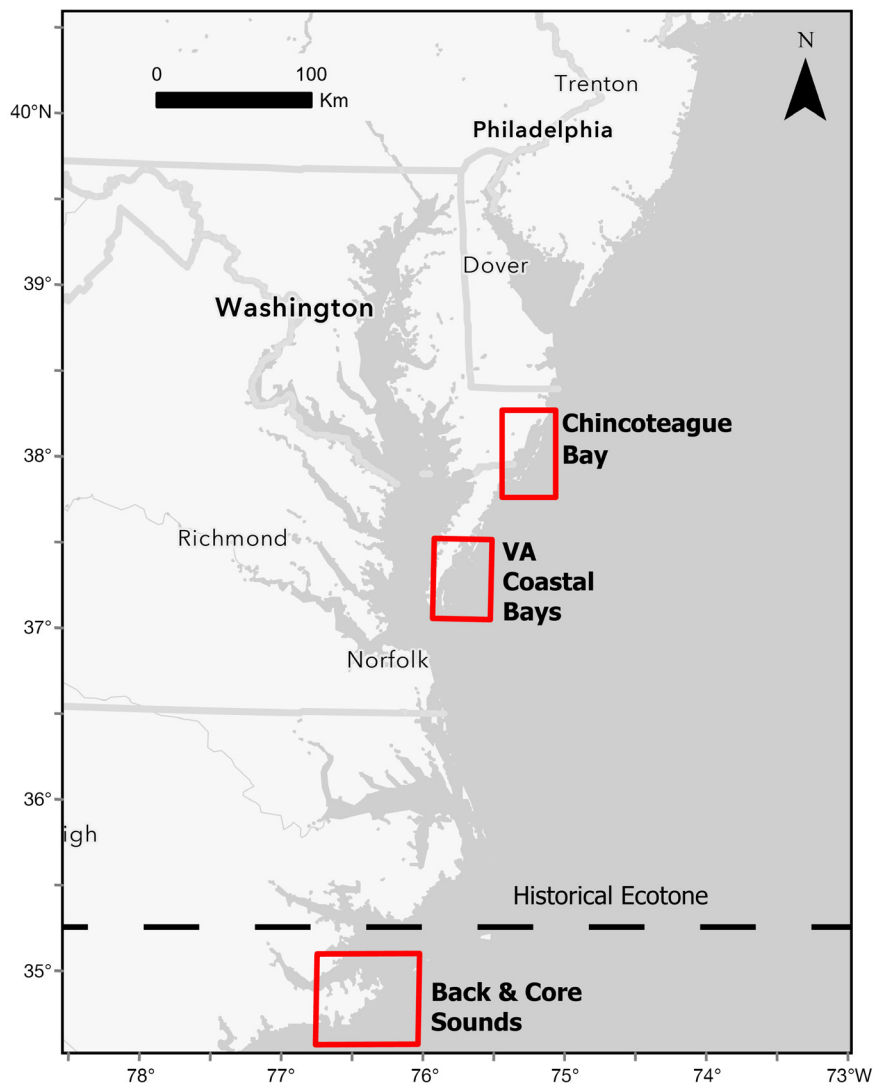 N
0 100
Km
Trenton
40°N
Philadelphia
39°
Dover
Washington
Chincoteague
Bay
38°
Richmond
VA
Coastal
Bays
37°
Norfolk
36°
igh
Historical Ecotone
35°
Back & Core
Sounds
78° 77° 76° 75° 74° 73°W